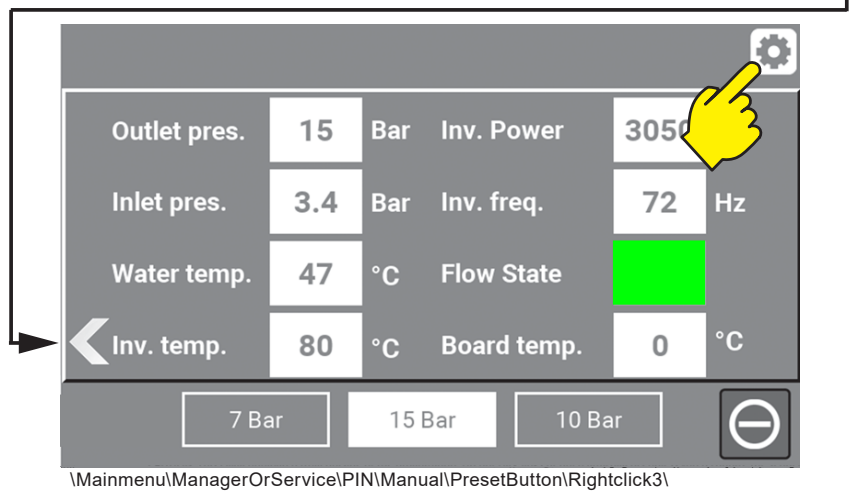 Outlet pres. 15 Bar Inv. Power 3050
Inlet pres. 3.4 Bar Inv. freq. 72 Hz
Water temp. 47 °C Flow State
Inv. temp. 80 °C Board temp. 0 °C
7 Bar 15 Bar 10 Bar
\Mainmenu\ManagerOrService\PIN\Manual\PresetButton\Rightclick3\